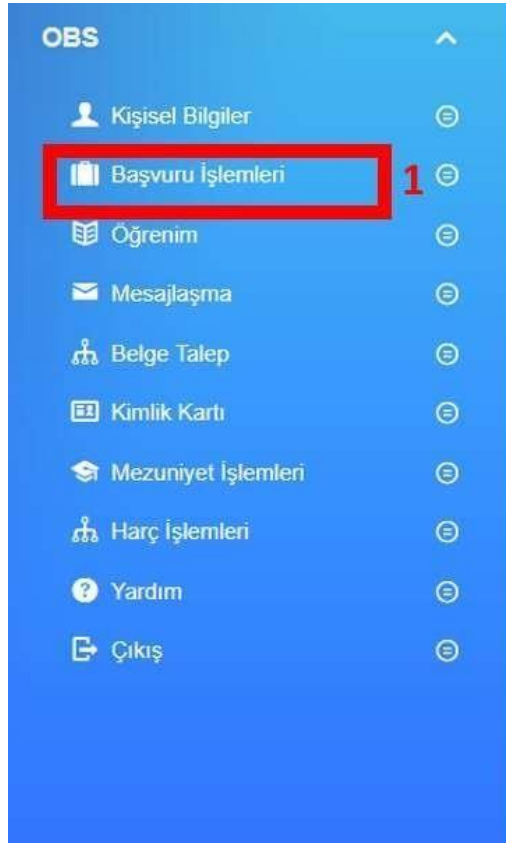 OBS
Kişisel Bilgiler
Başvuru İşlemleri 1
Öğrenim
Mesajlaşma
Belge Talep
Kimlik Kartı
Mezuniyet İşlemleri
Harç İşlemleri
Yardım
Çıkış